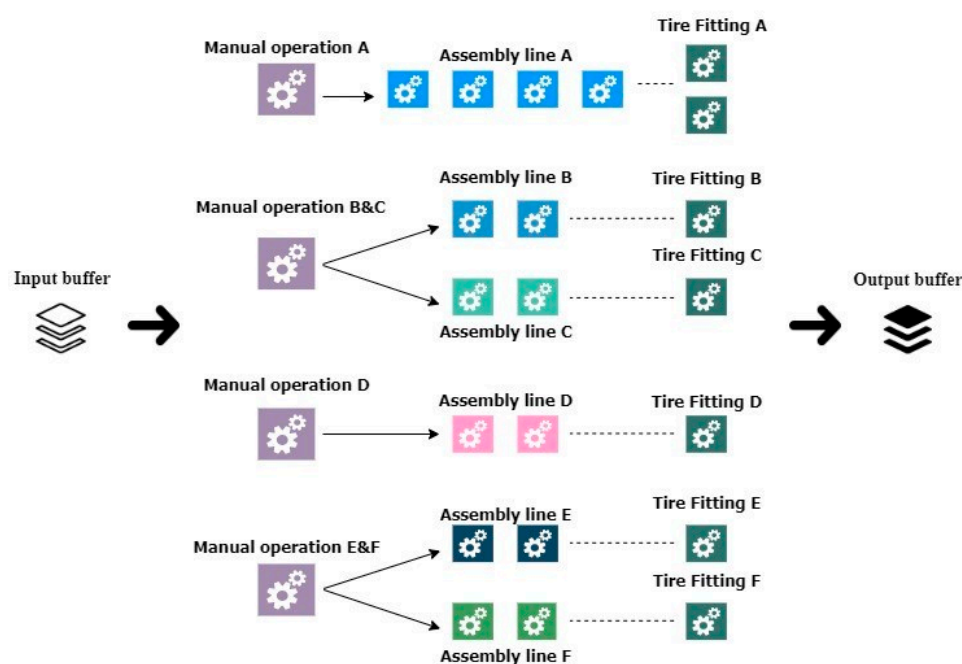 Tire Fitting A
Manual operation A
Assembly line A
Assembly line B
Tire Fitting B
Manual operation B&C
Tire Fitting C
Input buffer
Output buffer
Assembly line C
Manual operation D
Assembly line D
Tire Fitting D
Tire Fitting E
Assembly line E
Manual operation E&F
Tire Fitting F
Assembly line F